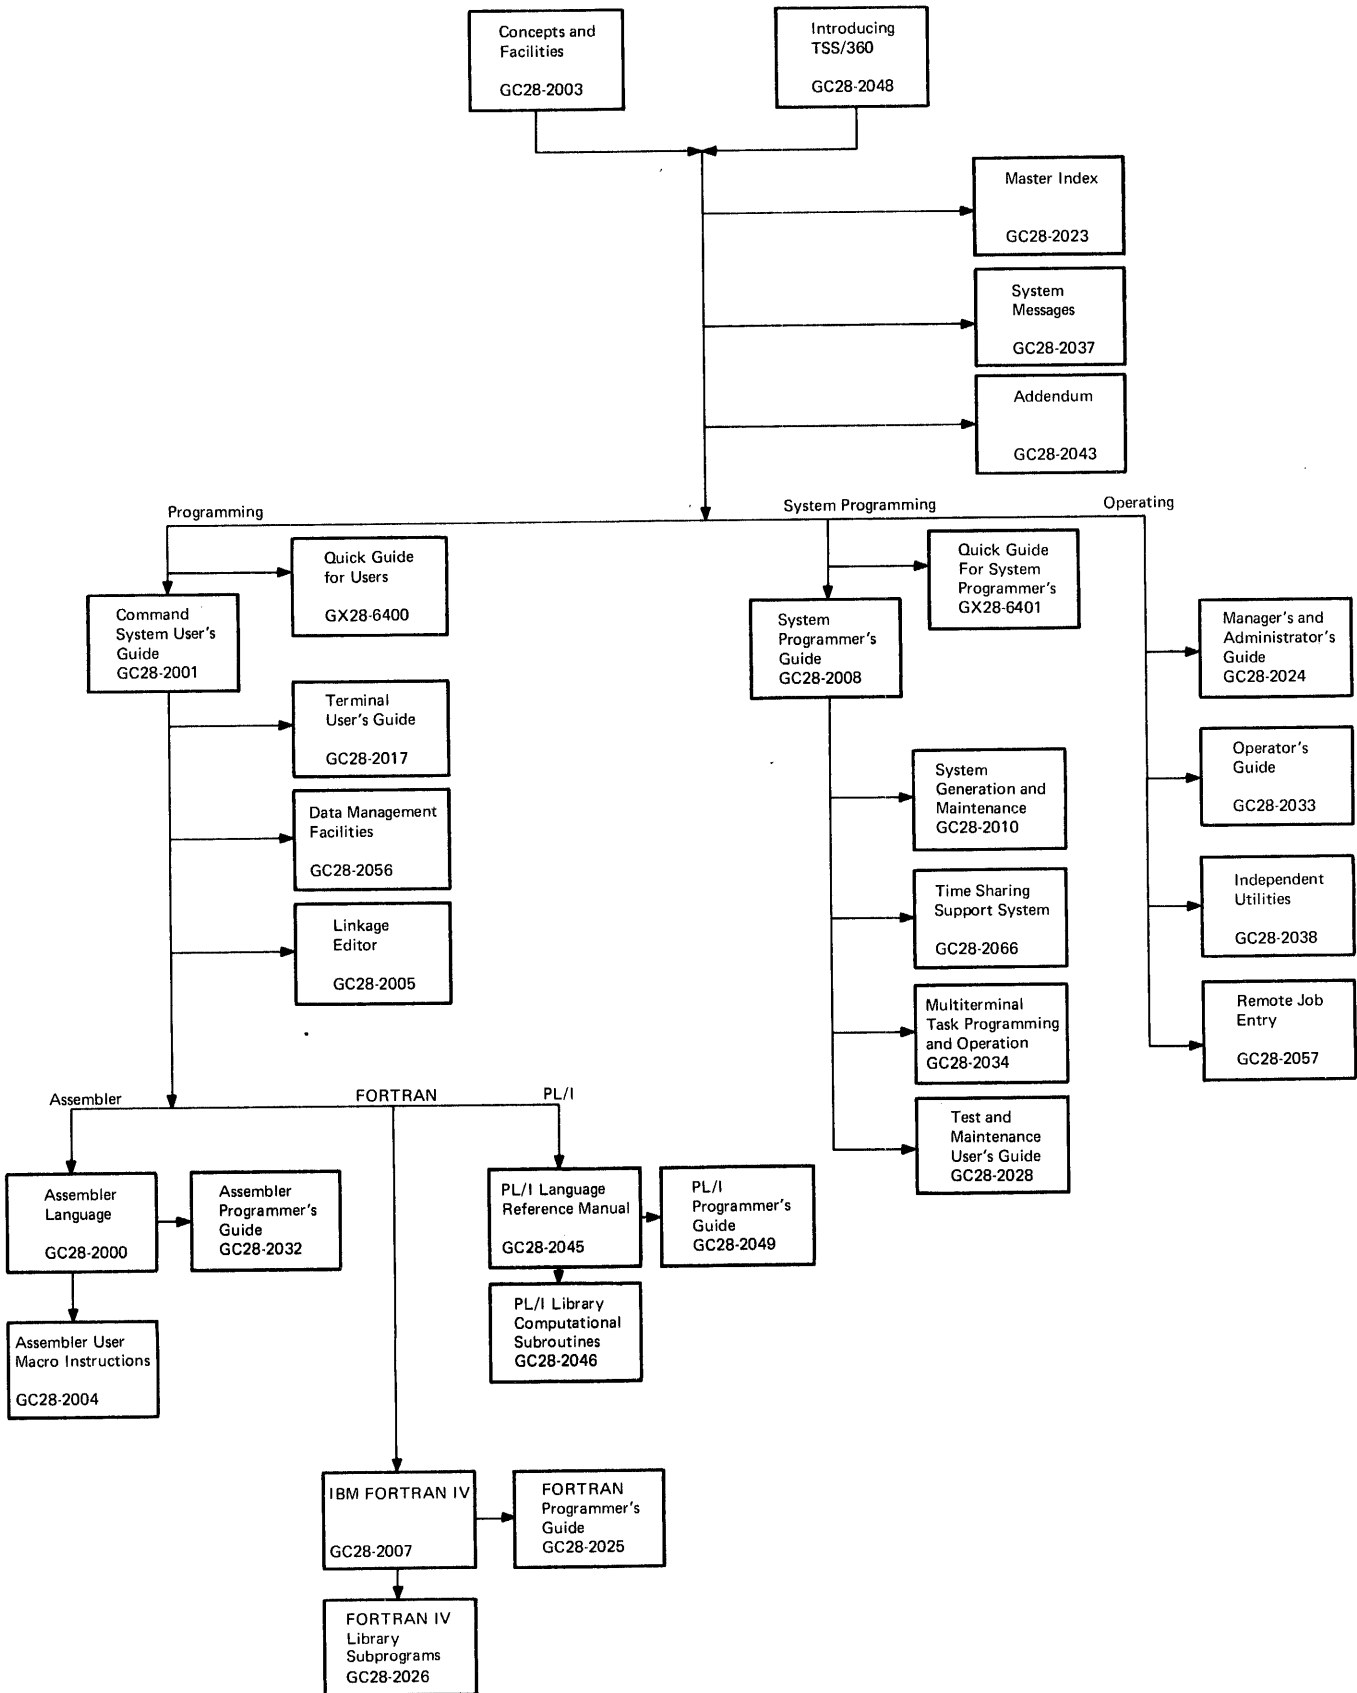 Concepts and
Facilities
GC28-2003
Introducing
TSS/360
GC28-2048
Master Index
GC28-2023
System
Messages
GC28-2037
Addendum
GC28-2043
Programming
System Programming
Operating
Quick Guide
for Users
GX28-6400
Command
System User's
Guide
GC28-2001
Terminal
User's Guide
GC28-2017
Data Management
Facilities
GC28-2056
Linkage
Editor
GC28-2005
Quick Guide
For System
Programmer's
GX28-6401
System
Programmer's
Guide
GC28-2008
System
Generation and
Maintenance
GC28-2010
Time Sharing
Support System
GC28-2066
Multiterminal
Task Programming
and Operation
GC28-2034
Test and
Maintenance
User's Guide
GC28-2028
Manager's and
Administrator's
Guide
GC28-2024
Operator's
Guide
GC28-2033
Independent
Utilities
GC28-2038
Remote Job
Entry
GC28-2057
Assembler
FORTRAN
PL/I
Assembler
Language
GC28-2000
Assembler
Programmer's
Guide
GC28-2032
Assembler User
Macro Instructions
GC28-2004
PL/I Language
Reference Manual
GC28-2045
PL/I
Programmer's
Guide
GC28-2049
PL/I Library
Computational
Subroutines
GC28-2046
IBM FORTRAN IV
GC28-2007
FORTRAN
Programmer's
Guide
GC28-2025
FORTRAN IV
Library
Subprograms
GC28-2026